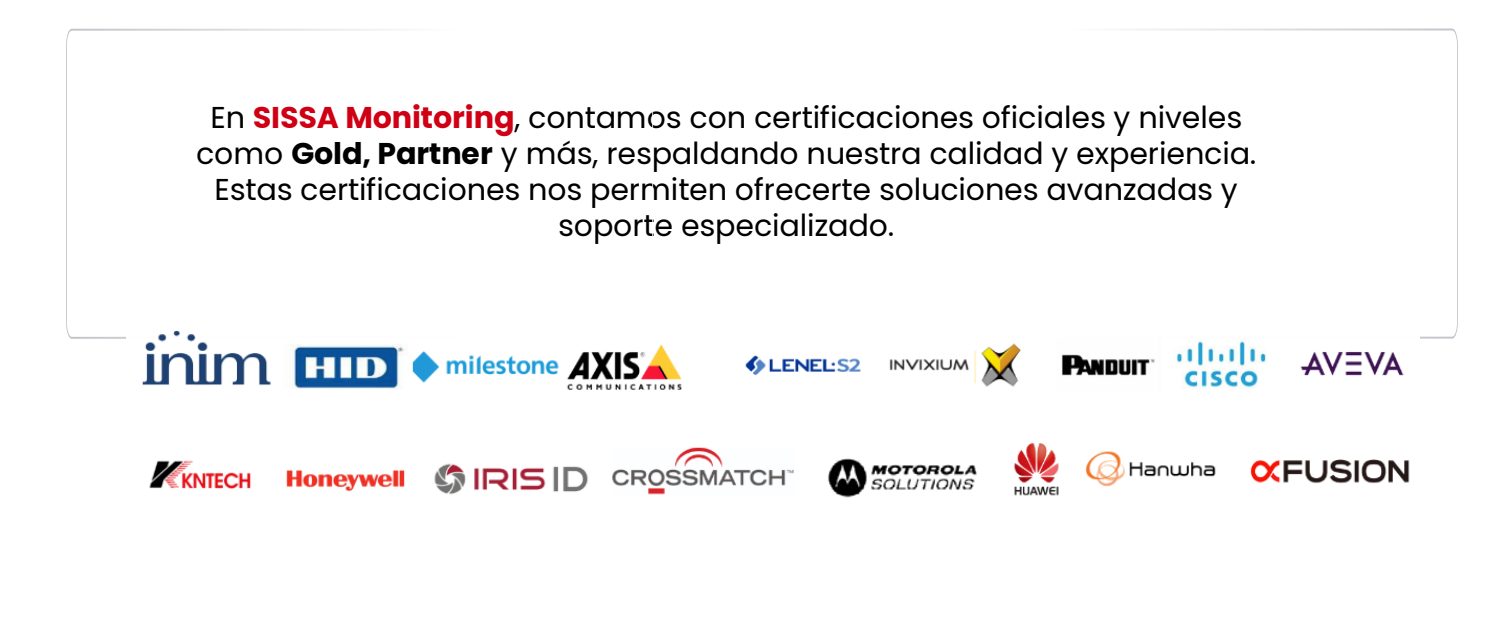 En SISSA Monitoring, contamos con certificaciones oficiales y niveles
como Gold, Partner y más, respaldando nuestra calidad y experiencia.
Estas certificaciones nos permiten ofrecerte soluciones avanzadas y
soporte especializado.
inim HID milestone AXIS COMMUNICATIONS LENEL·S2 INVIXIUM PANDUIT CISCO AVEVA
KNTECH Honeywell IRIS ID CROSSMATCH MOTOROLA SOLUTIONS HUAWEI Hanwha XFUSION